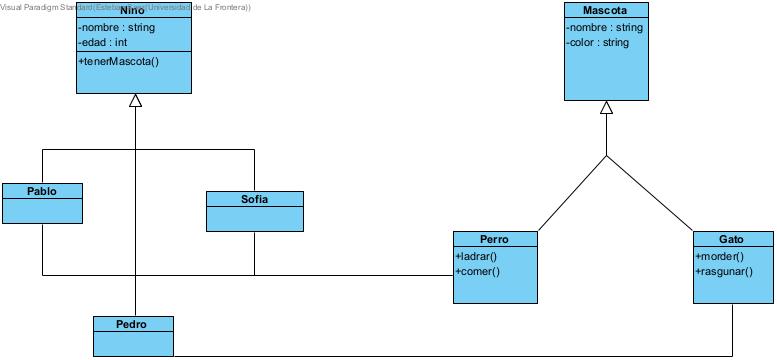 Visual Paradigm Standard(Esteban (Universidad de La Frontera))
Nino
-nombre : string
-edad : int
+tenerMascota()
Mascota
-nombre : string
-color : string
Pablo
Sofia
Perro
+ladrar()
+comer()
Gato
+morder()
+rasgunar()
Pedro